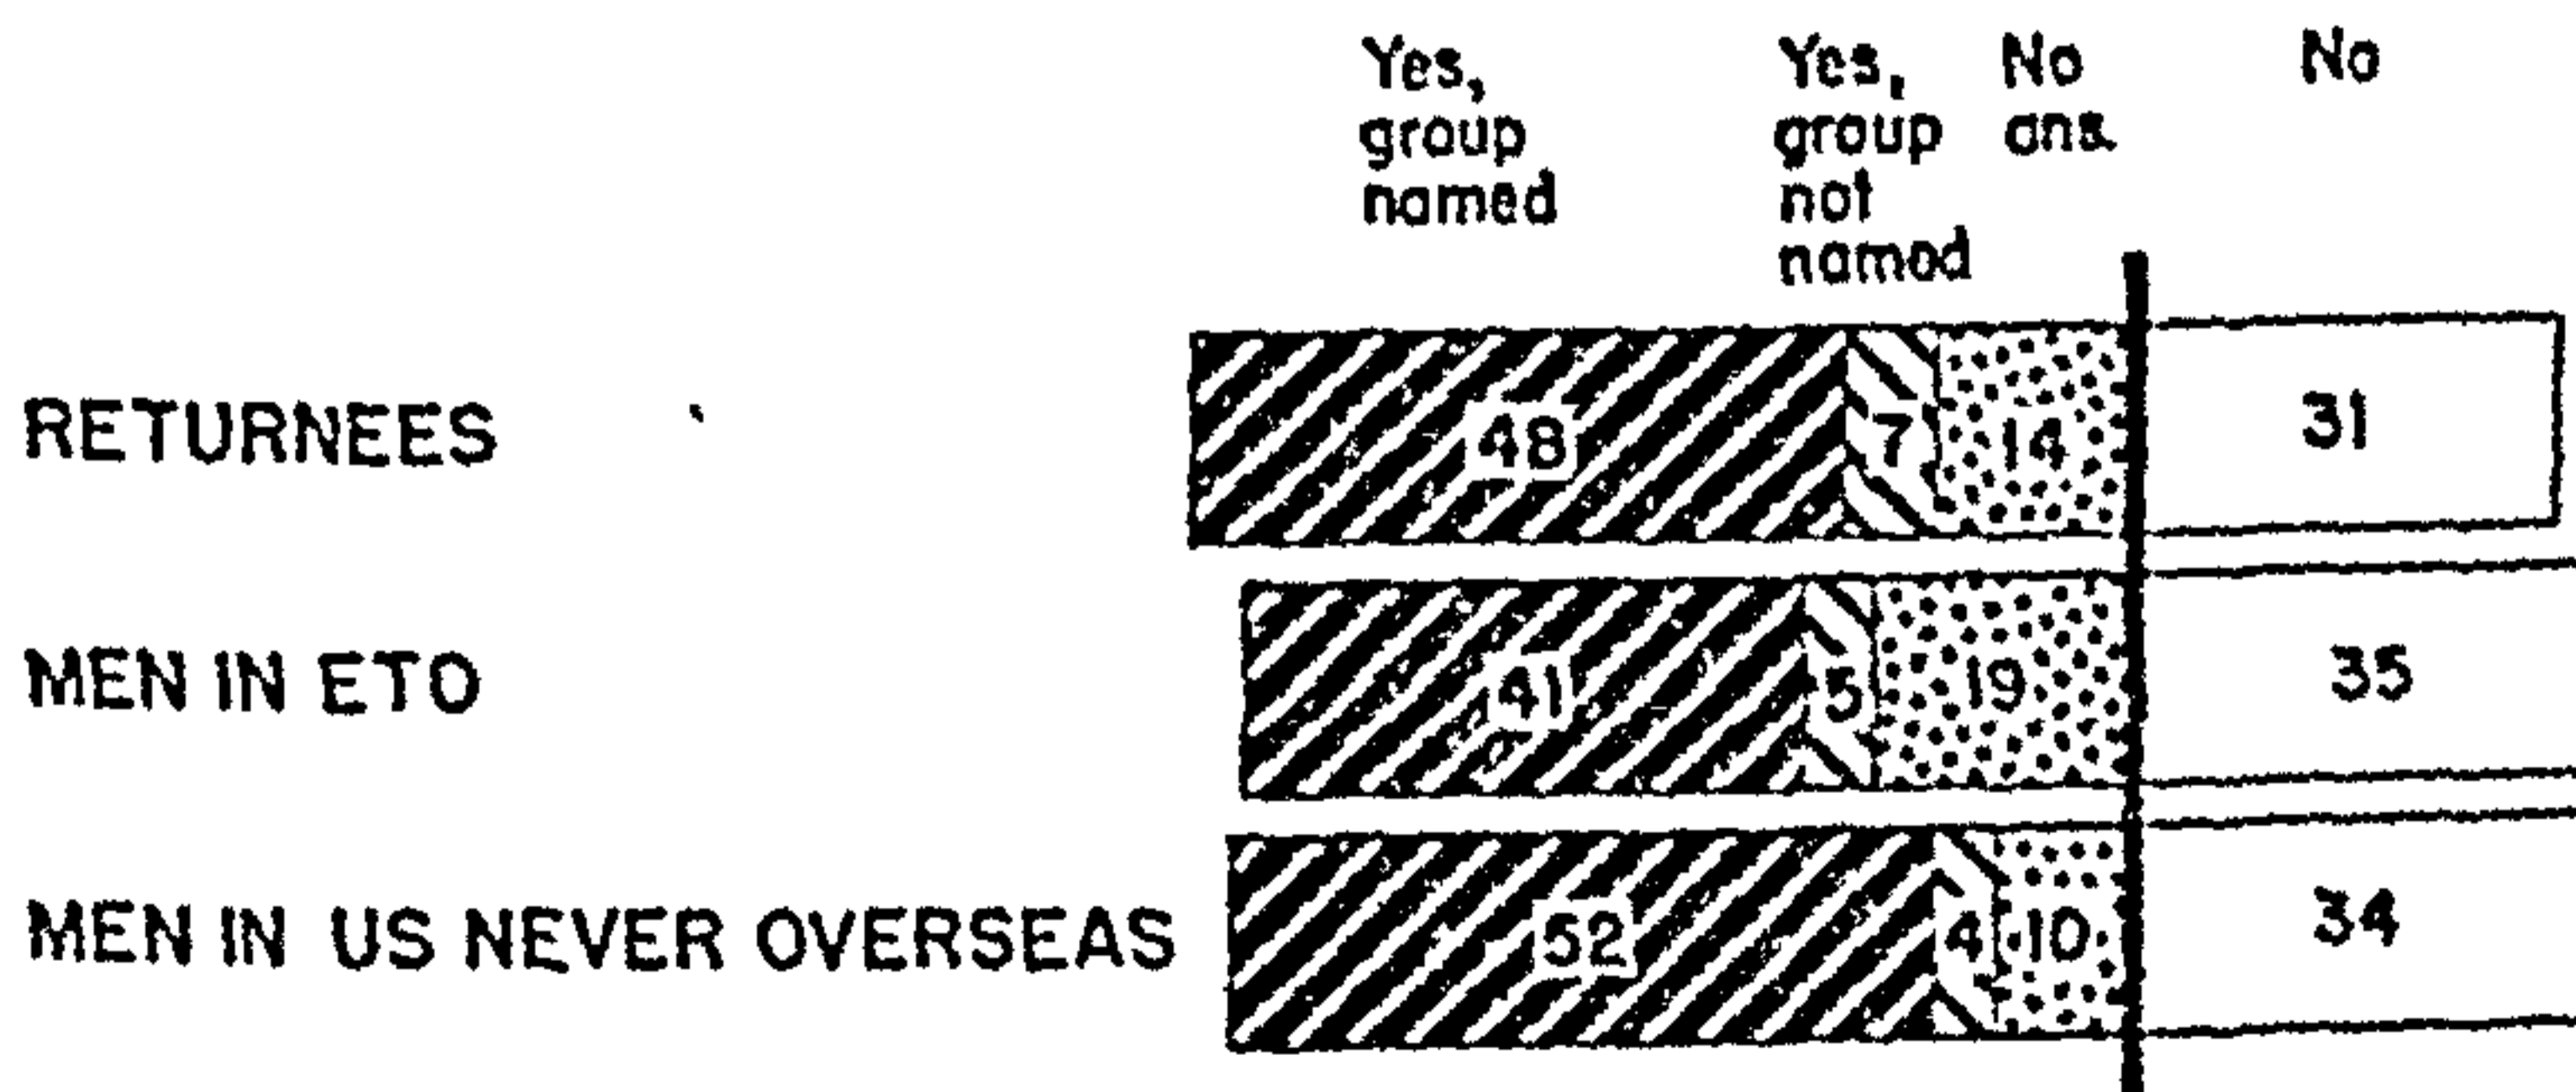 Yes, group named
Yes, group not named
No ans.
No
RETURNEES 48 7 14 31
MEN IN ETO 41 5 19 35
MEN IN US NEVER OVERSEAS 52 4 10 34